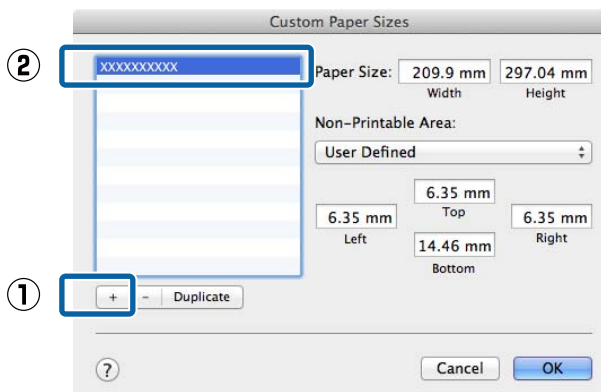 Custom Paper Sizes
②
XXXXXXXXXX
Paper Size: 209.9 mm 297.04 mm
Width Height
Non-Printable Area:
User Defined
6.35 mm
Top
6.35 mm 6.35 mm
Left Right
14.46 mm
Bottom
①
+ - Duplicate
? Cancel OK